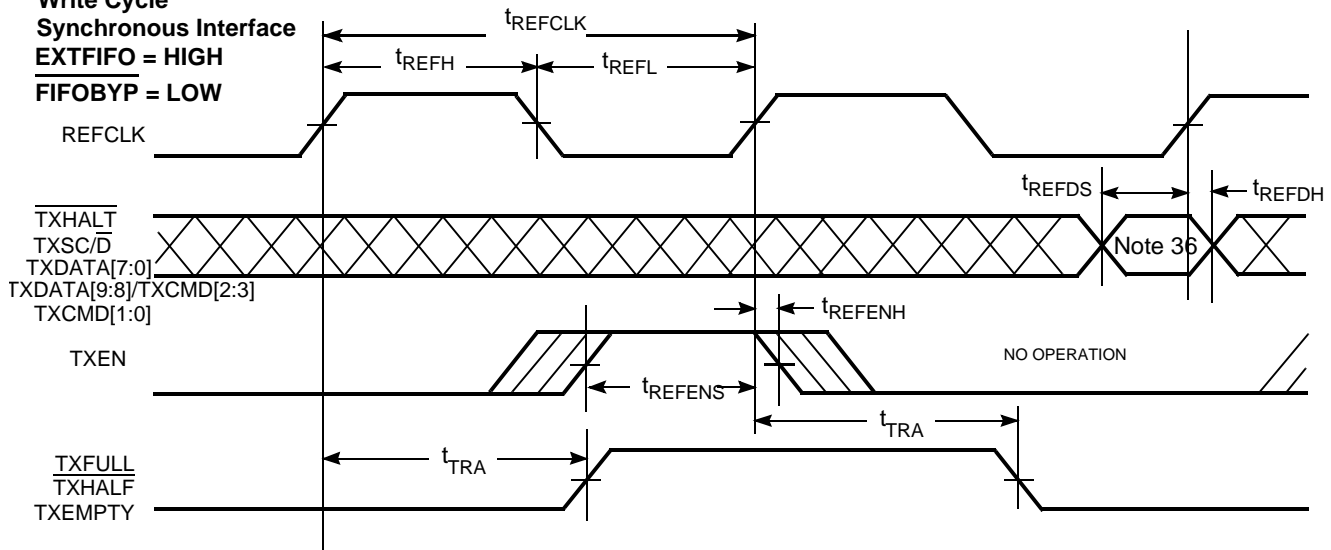 Write Cycle
Synchronous Interface
EXTFIFO = HIGH
FIFOBYP = LOW
tREFCLK
tREFH
tREFL
REFCLK
tREFDS
tREFDH
TXHALT
TXSC/D
TXDATA[7:0]
TXDATA[9:8]/TXCMD[2:3]
TXCMD[1:0]
Note 36
tREFENH
TXEN
NO OPERATION
tREFENS
tTRA
tTRA
TXFULL
TXHALF
TXEMPTY